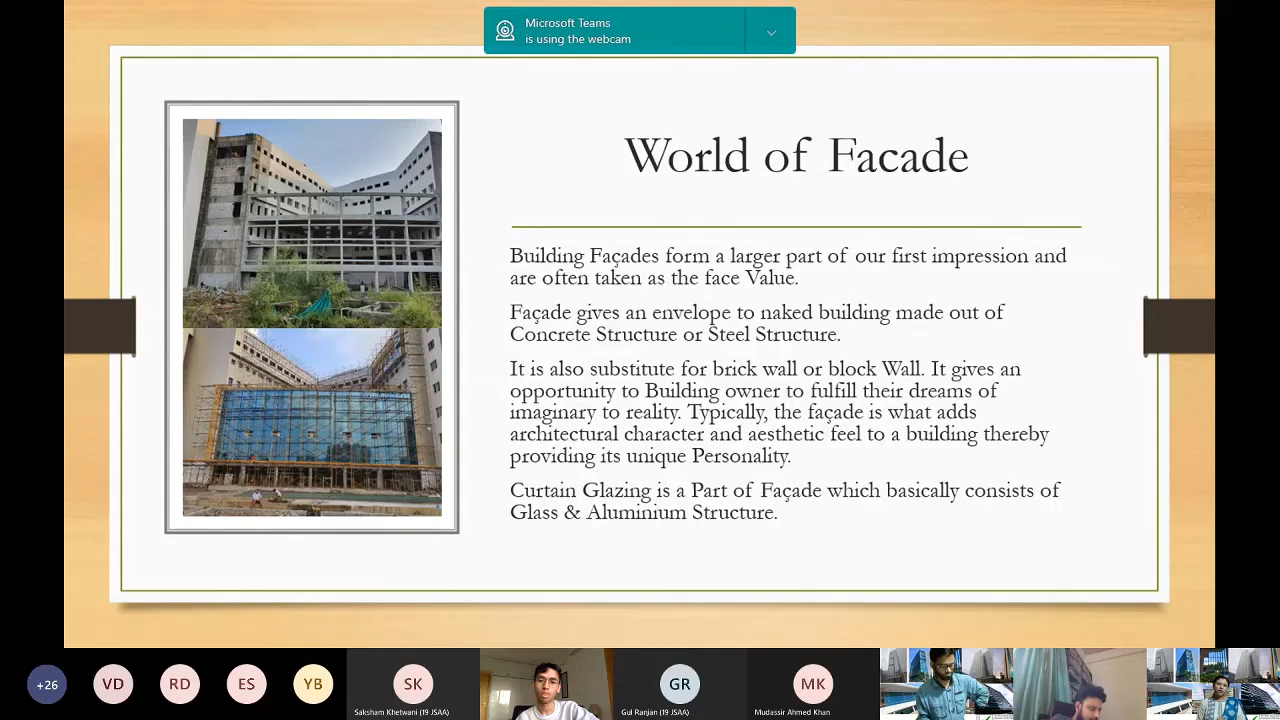 Microsoft Teams
is using the webcam
World of Facade
Building Façades form a larger part of our first impression and
are often taken as the face Value.
Façade gives an envelope to naked building made out of
Concrete Structure or Steel Structure.
It is also substitute for brick wall or block Wall. It gives an
opportunity to Building owner to fulfill their dreams of
imaginary to reality. Typically, the façade is what adds
architectural character and aesthetic feel to a building thereby
providing its unique Personality.
Curtain Glazing is a Part of Façade which basically consists of
Glass & Aluminium Structure.
+26
VD
RD
ES
YB
SK
GR
MK
Saksham Khetwani (19 JSAA)
Gul Ranjan (19 JSAA)
Mudassir Ahmed Khan